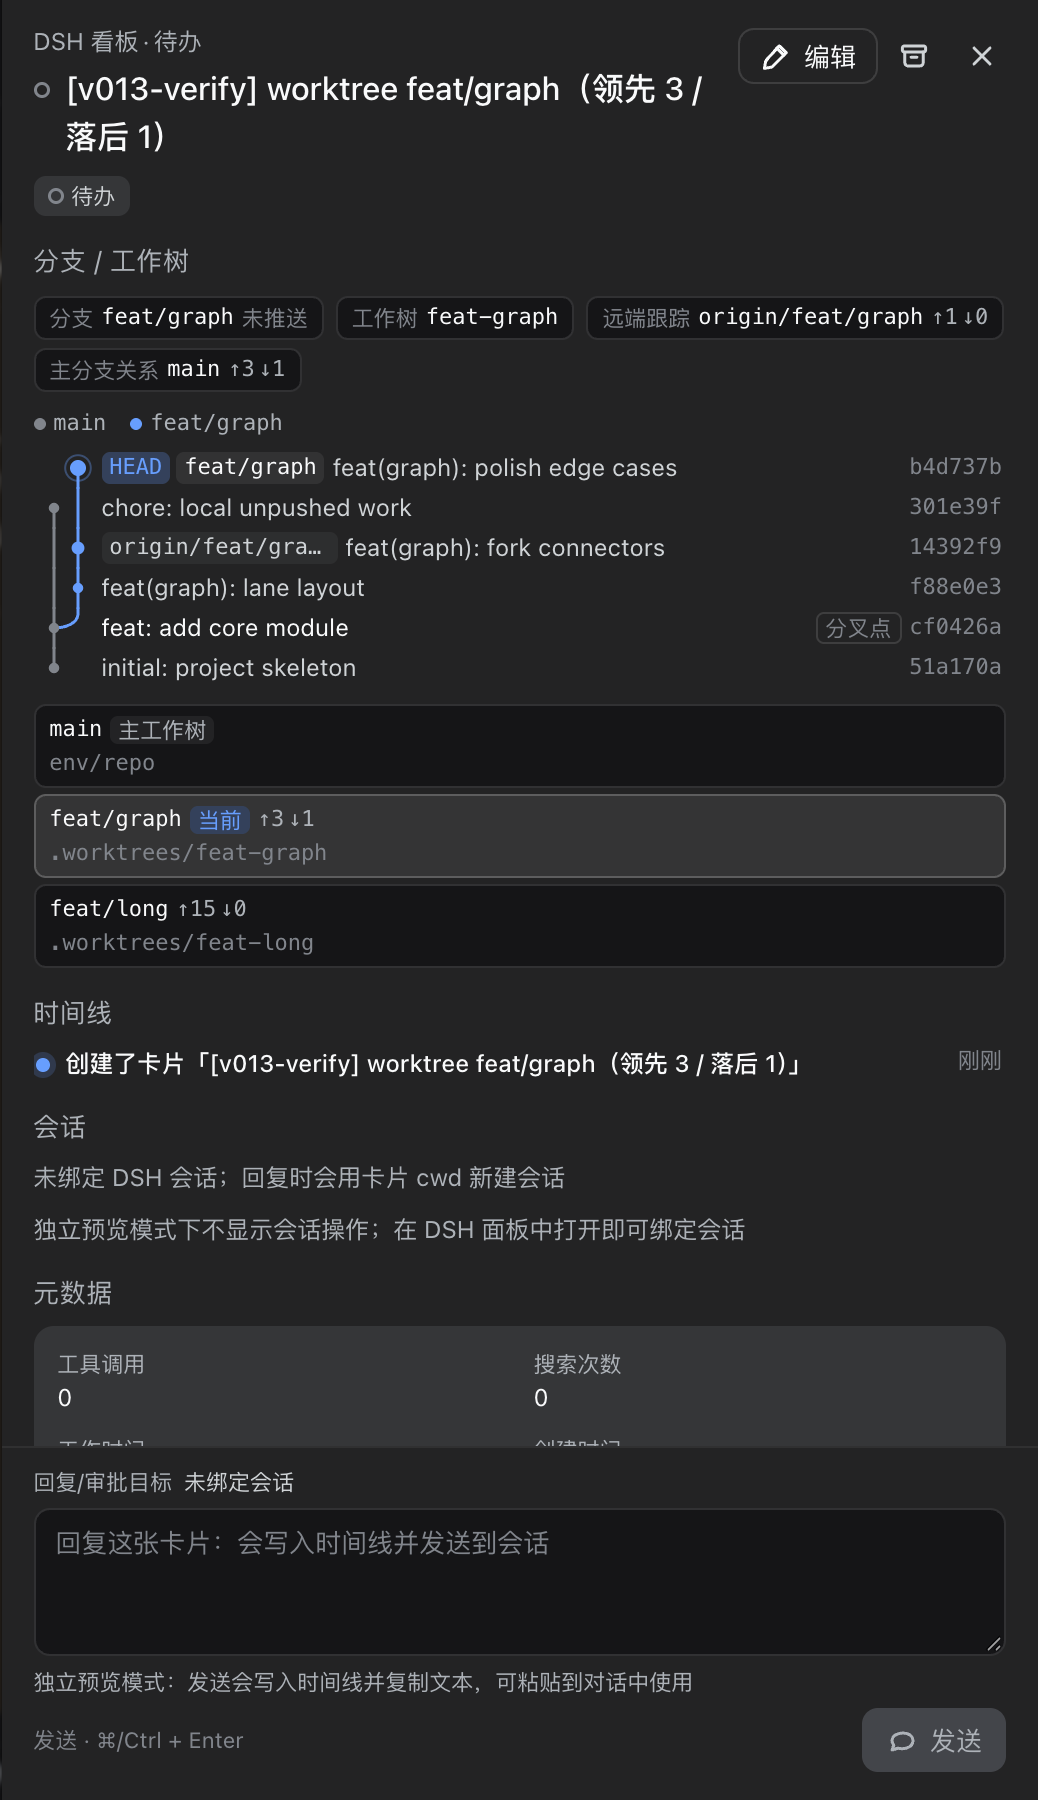 DSH 看板 · 待办
编辑
[v013-verify] worktree feat/graph（领先 3 /
落后 1）
待办
分支 / 工作树
分支 feat/graph 未推送
工作树 feat-graph
远端跟踪 origin/feat/graph ↑1↓0
主分支关系 main ↑3↓1
main feat/graph
HEAD feat/graph feat(graph): polish edge cases b4d737b
chore: local unpushed work 301e39f
origin/feat/gra… feat(graph): fork connectors 14392f9
feat(graph): lane layout f88e0e3
feat: add core module 分叉点 cf0426a
initial: project skeleton 51a170a
main 主工作树
env/repo
feat/graph 当前 ↑3↓1
.worktrees/feat-graph
feat/long ↑15↓0
.worktrees/feat-long
时间线
创建了卡片「[v013-verify] worktree feat/graph（领先 3 / 落后 1）」 刚刚
会话
未绑定 DSH 会话；回复时会用卡片 cwd 新建会话
独立预览模式下不显示会话操作；在 DSH 面板中打开即可绑定会话
元数据
工具调用 搜索次数
0 0
工作时间 创建时间
回复/审批目标 未绑定会话
回复这张卡片：会写入时间线并发送到会话
独立预览模式：发送会写入时间线并复制文本，可粘贴到对话中使用
发送 · ⌘/Ctrl + Enter
发送